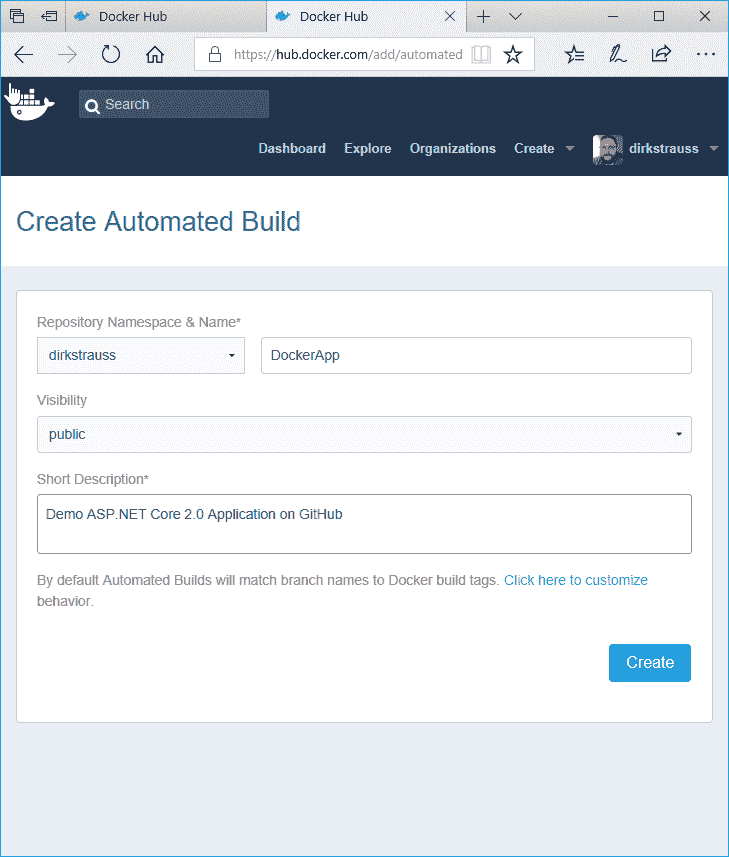 Docker Hub
Docker Hub
https://hub.docker.com/add/automated
Search
Dashboard Explore Organizations Create dirkstrauss
Create Automated Build
Repository Namespace & Name*
dirkstrauss DockerApp
Visibility
public
Short Description*
Demo ASP.NET Core 2.0 Application on GitHub
By default Automated Builds will match branch names to Docker build tags. Click here to customize
behavior.
Create